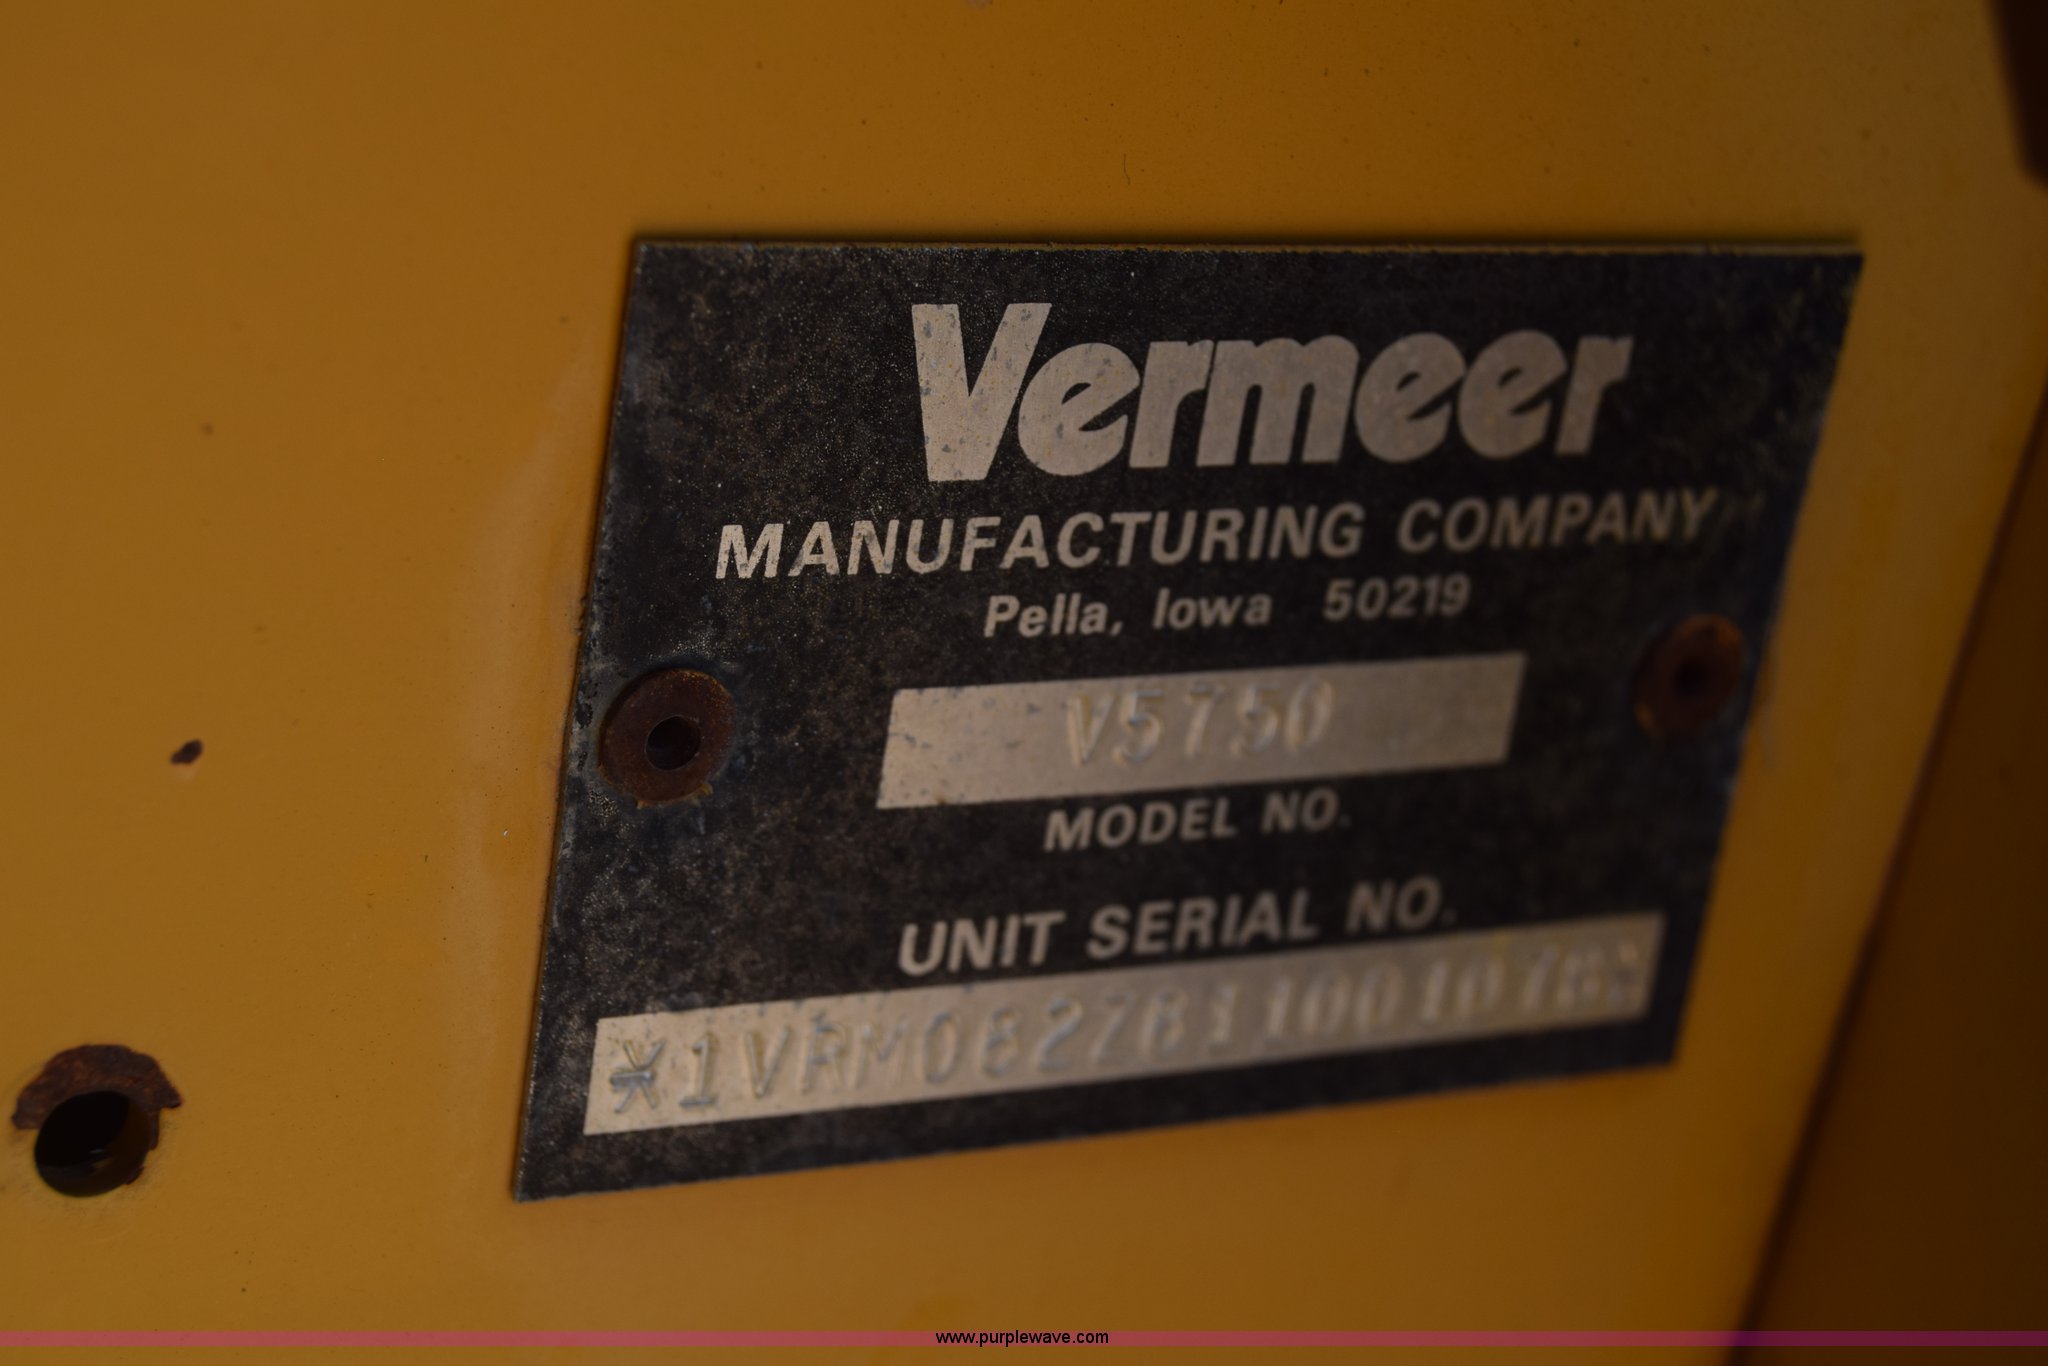 Vermeer
MANUFACTURING COMPANY
Pella, Iowa 50219
V5750
MODEL NO.
UNIT SERIAL NO.
www.purplewave.com